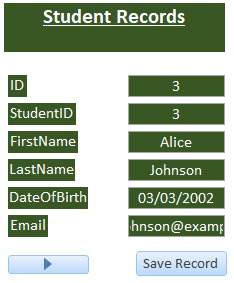 Student Records
ID 3
StudentID 3
FirstName Alice
LastName Johnson
DateOfBirth 03/03/2002
Email hnson@examp
Save Record